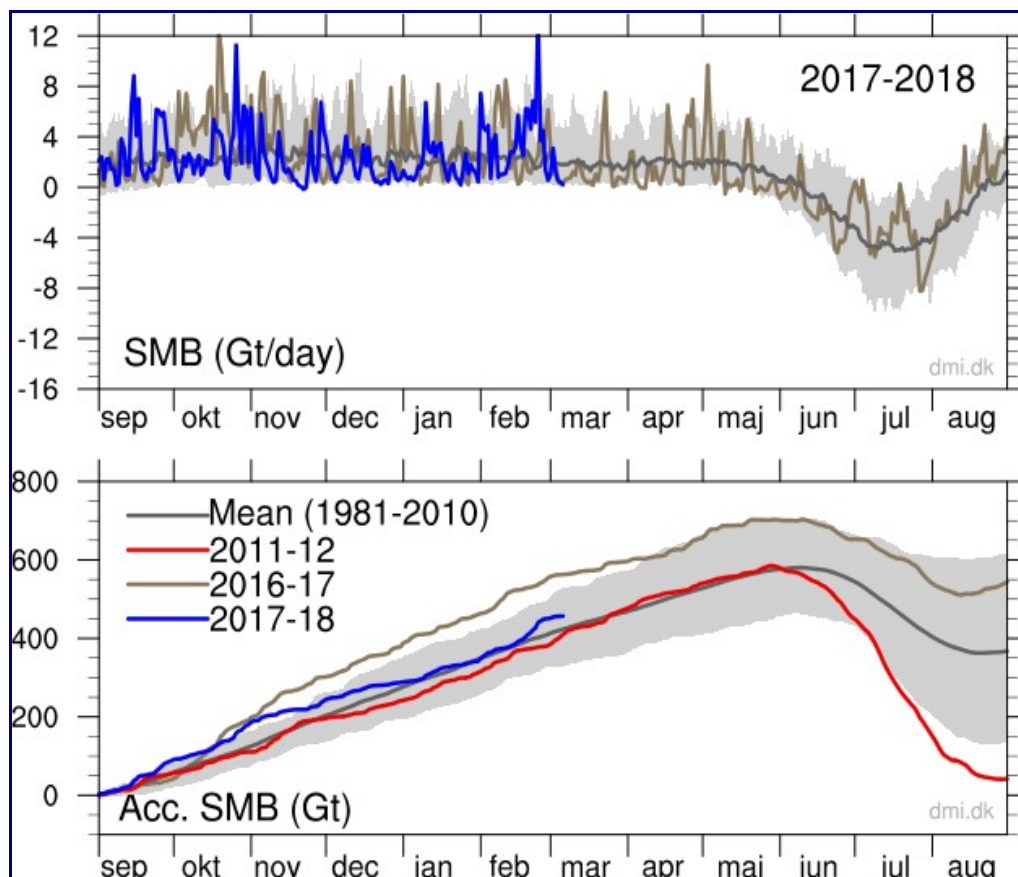 12
8
4
0
-4
-8
-12
-16
2017-2018
SMB (Gt/day)
dmi.dk
sep okt nov dec jan feb mar apr maj jun jul aug
800
600
400
200
0
Mean (1981-2010)
2011-12
2016-17
2017-18
Acc. SMB (Gt)
dmi.dk
sep okt nov dec jan feb mar apr maj jun jul aug